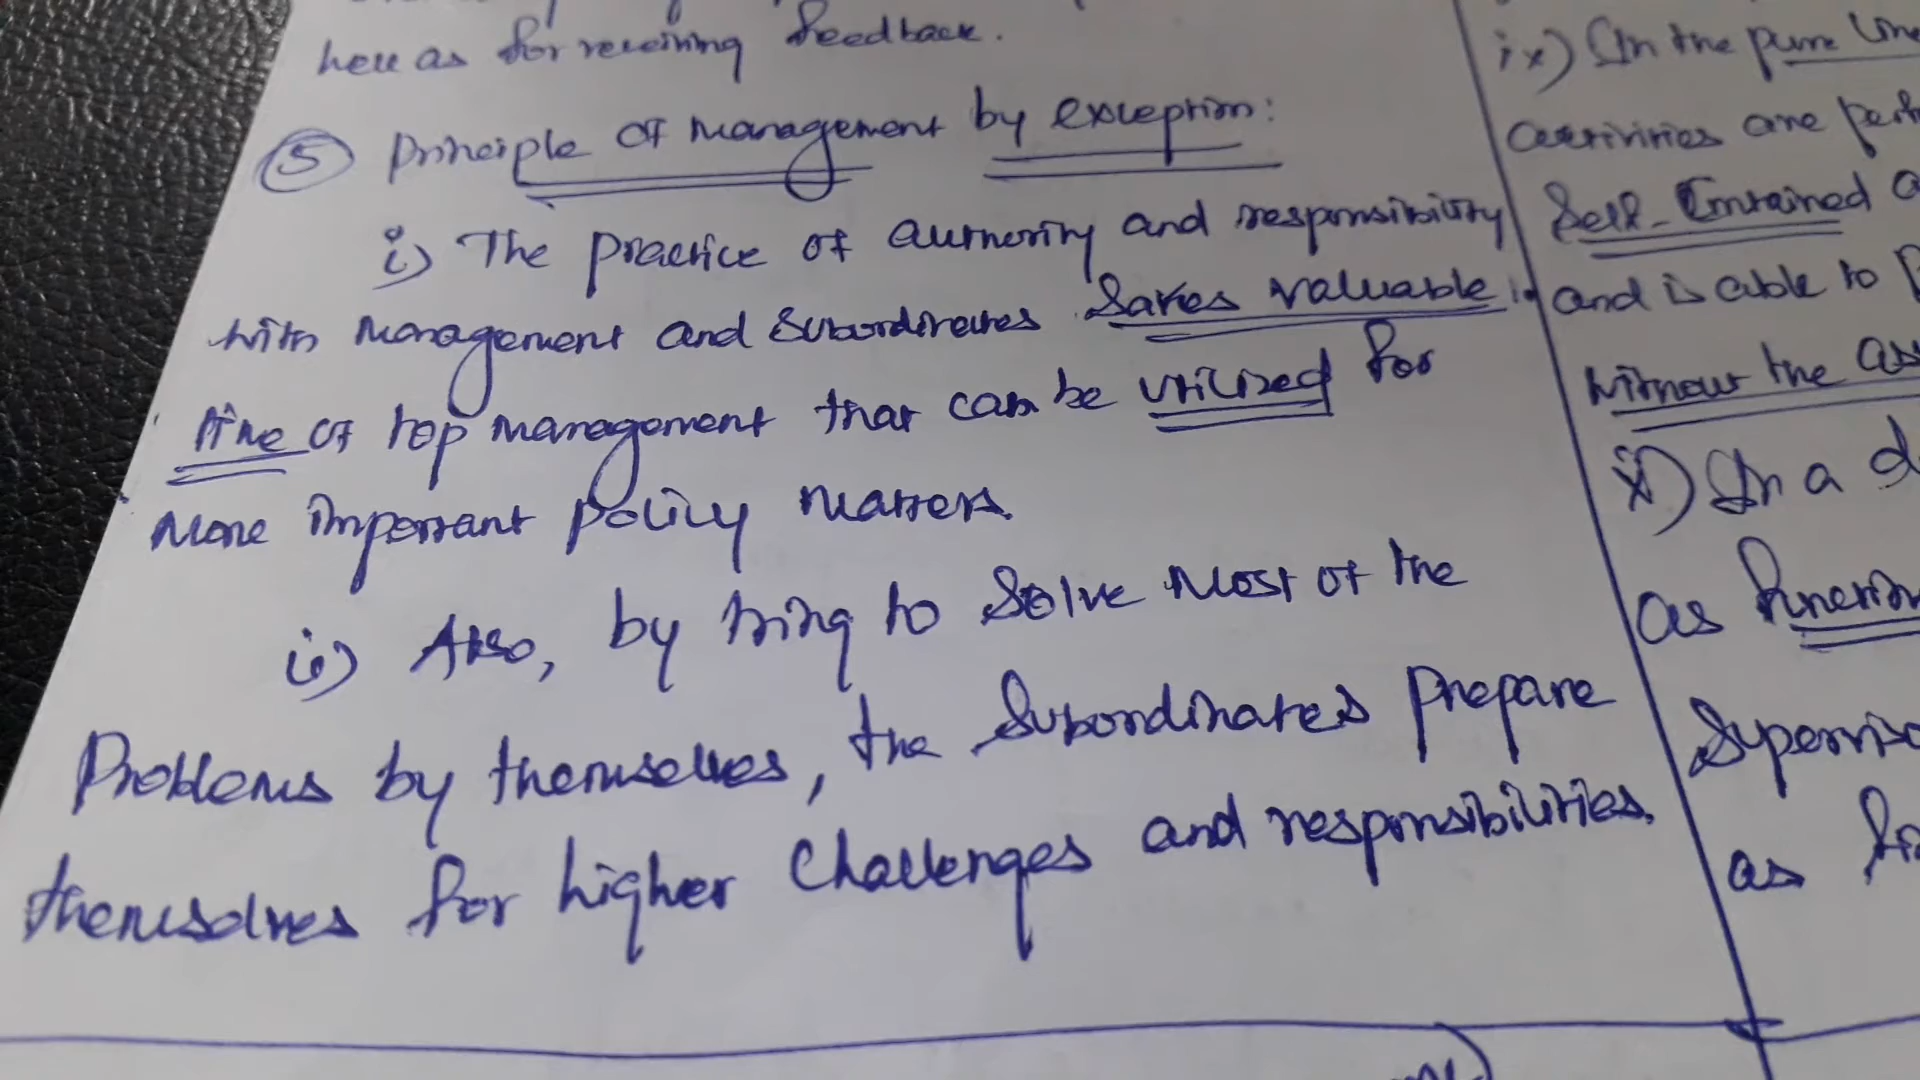 here as for receiving feedback.
⑤ Principle of Management by exception:
i) The practice of authority and responsibility
with Management and Subordinates Saves valuable
time of top management that can be utilized for
More important policy Matters.
ii) Also, by tring to Solve Most of the
Problems by themselves, the Subordinates Prepare
themselves for higher Challenges and responsibilities.
ix) In the pure line
activities are
Self-Contained
and is able to
without the
x) In a
as
as